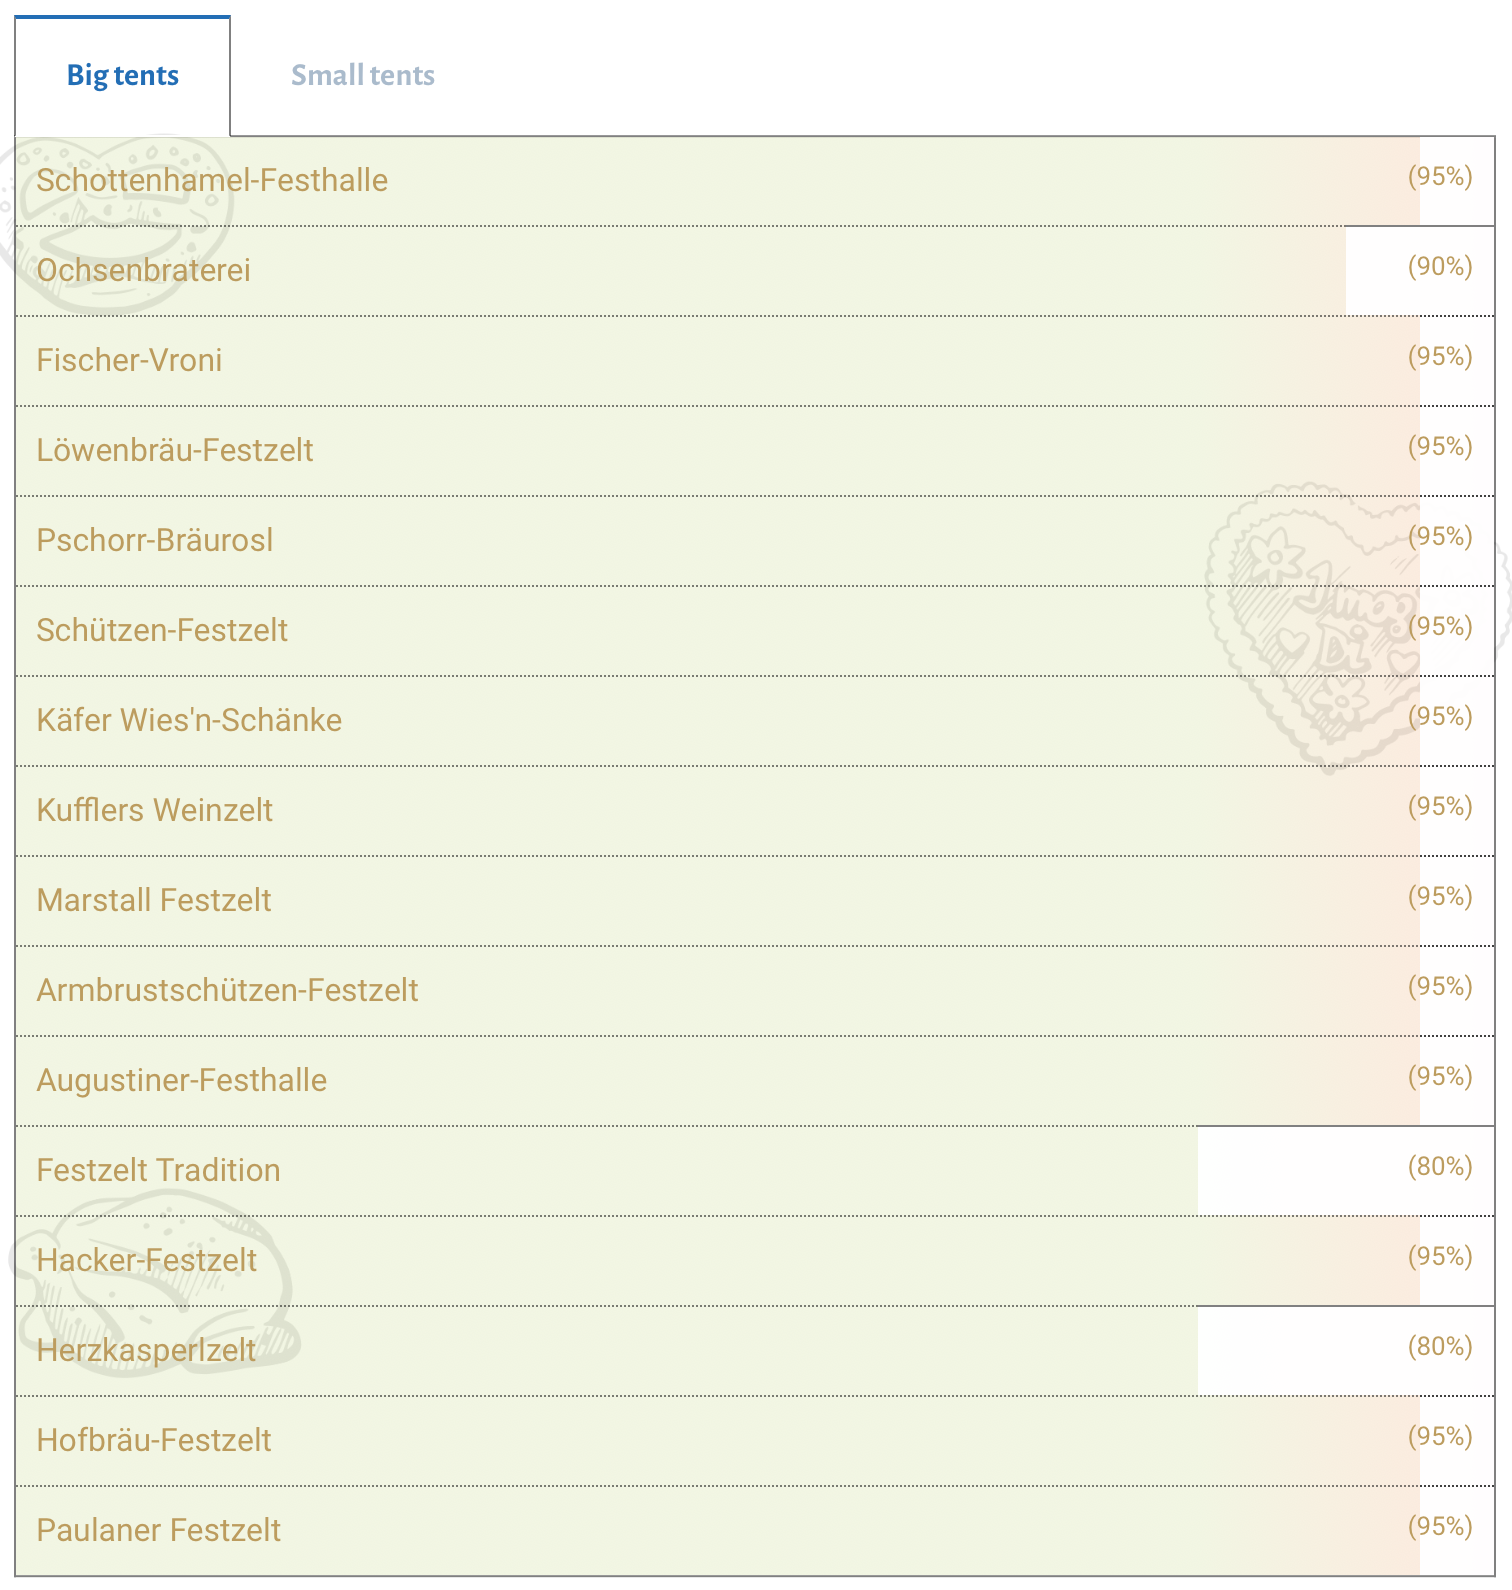 Big tents Small tents
Schottenhamel-Festhalle (95%)
Ochsenbraterei (90%)
Fischer-Vroni (95%)
Löwenbräu-Festzelt (95%)
Pschorr-Bräurosl (95%)
I mog
Schützen-Festzelt (95%)
Di
Käfer Wies'n-Schänke (95%)
Kufflers Weinzelt (95%)
Marstall Festzelt (95%)
Armbrustschützen-Festzelt (95%)
Augustiner-Festhalle (95%)
Festzelt Tradition (80%)
Hacker-Festzelt (95%)
Herzkasperlzelt (80%)
Hofbräu-Festzelt (95%)
Paulaner Festzelt (95%)